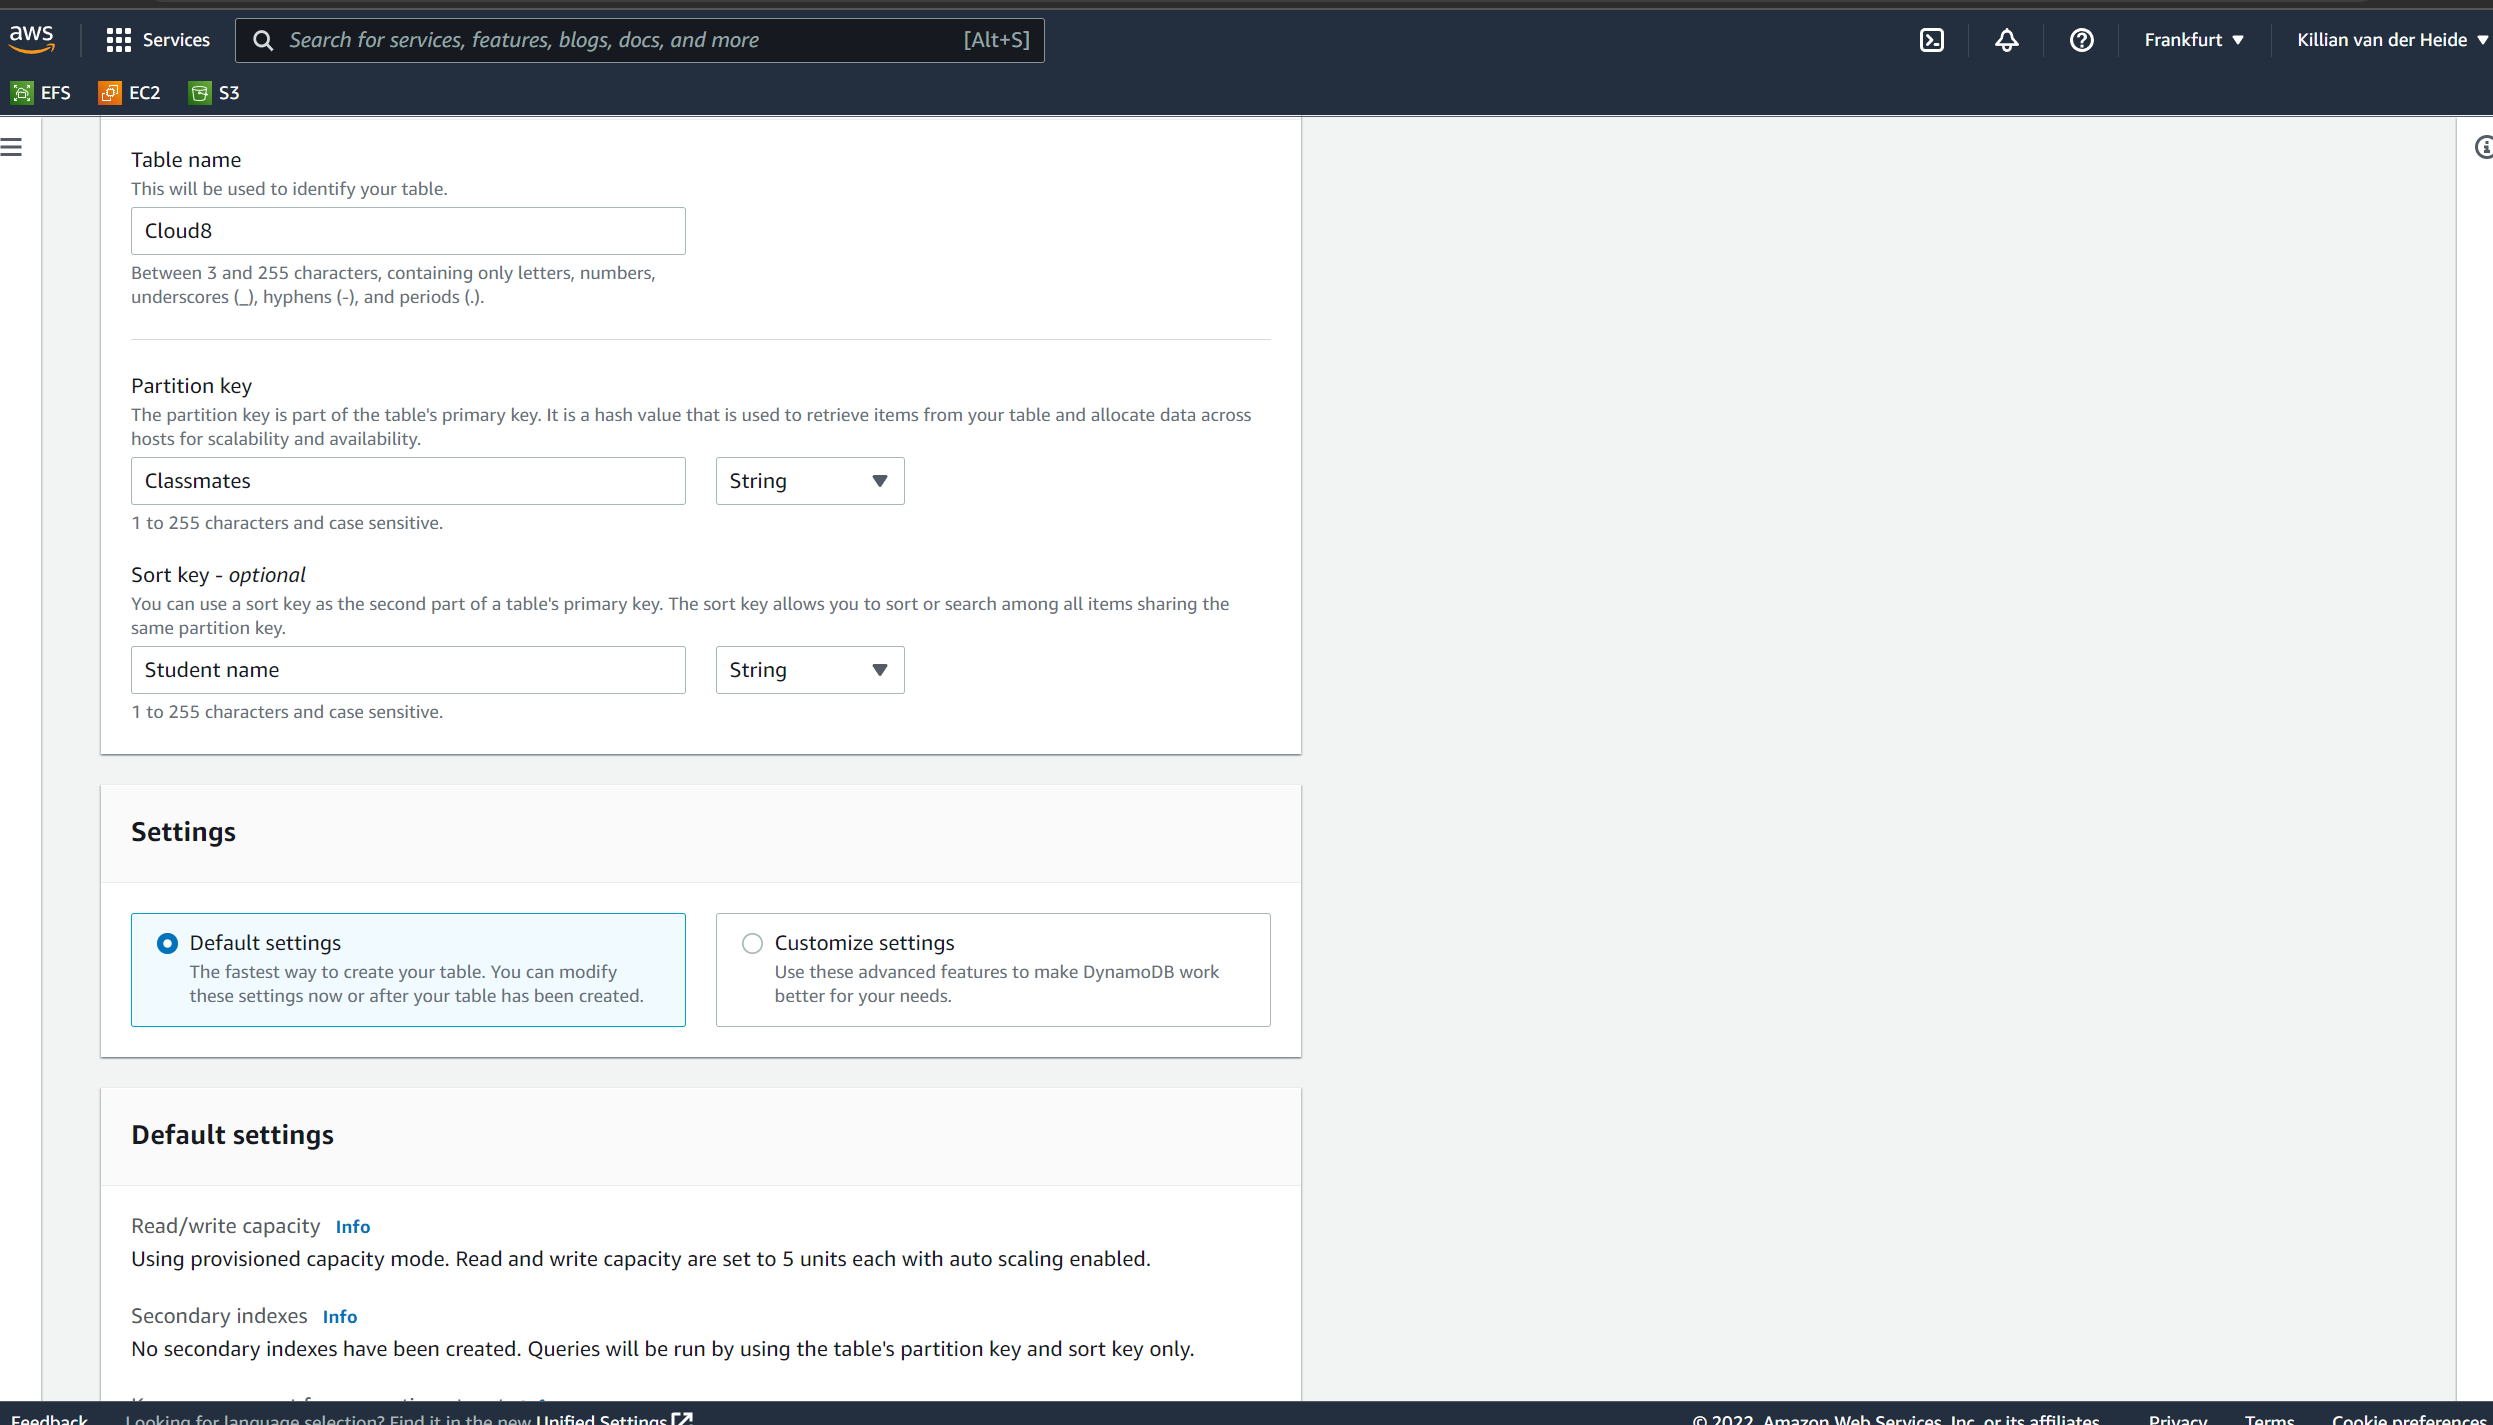 aws
Services
Search for services, features, blogs, docs, and more
[Alt+S]
Frankfurt
Killian van der Heide
EFS
EC2
S3
Table name
This will be used to identify your table.
Cloud8
Between 3 and 255 characters, containing only letters, numbers,
underscores (_), hyphens (-), and periods (.).
Partition key
The partition key is part of the table's primary key. It is a hash value that is used to retrieve items from your table and allocate data across
hosts for scalability and availability.
Classmates
String
1 to 255 characters and case sensitive.
Sort key - optional
You can use a sort key as the second part of a table's primary key. The sort key allows you to sort or search among all items sharing the
same partition key.
Student name
String
1 to 255 characters and case sensitive.
Settings
Default settings
The fastest way to create your table. You can modify
these settings now or after your table has been created.
Customize settings
Use these advanced features to make DynamoDB work
better for your needs.
Default settings
Read/write capacity Info
Using provisioned capacity mode. Read and write capacity are set to 5 units each with auto scaling enabled.
Secondary indexes Info
No secondary indexes have been created. Queries will be run by using the table's partition key and sort key only.
Feedback
Looking for language selection? Find it in the new Unified Settings
© 2022, Amazon Web Services, Inc. or its affiliates.
Privacy
Terms
Cookie preferences